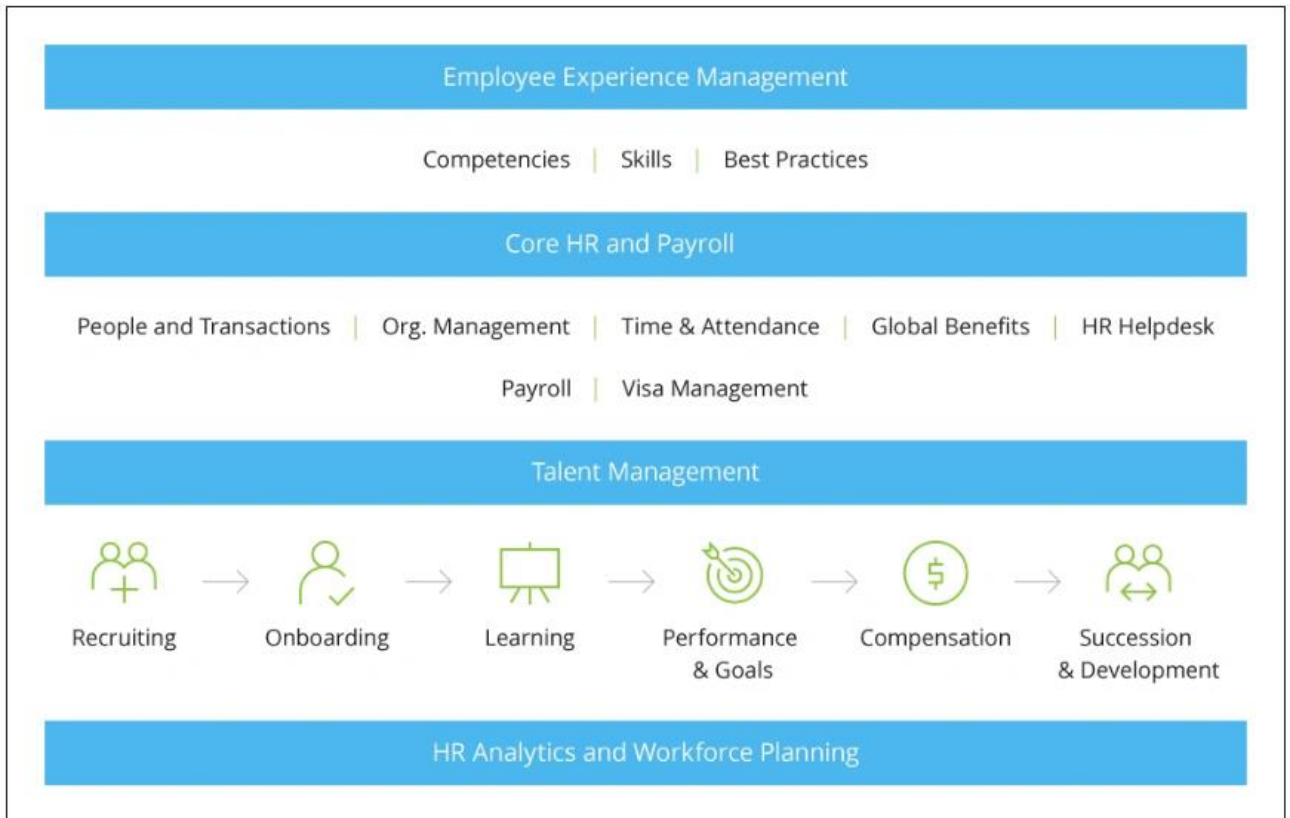 Employee Experience Management
Competencies | Skills | Best Practices
Core HR and Payroll
People and Transactions | Org. Management | Time & Attendance | Global Benefits | HR Helpdesk
Payroll | Visa Management
Talent Management
Recruiting
Onboarding
Learning
Performance
& Goals
Compensation
Succession
& Development
HR Analytics and Workforce Planning